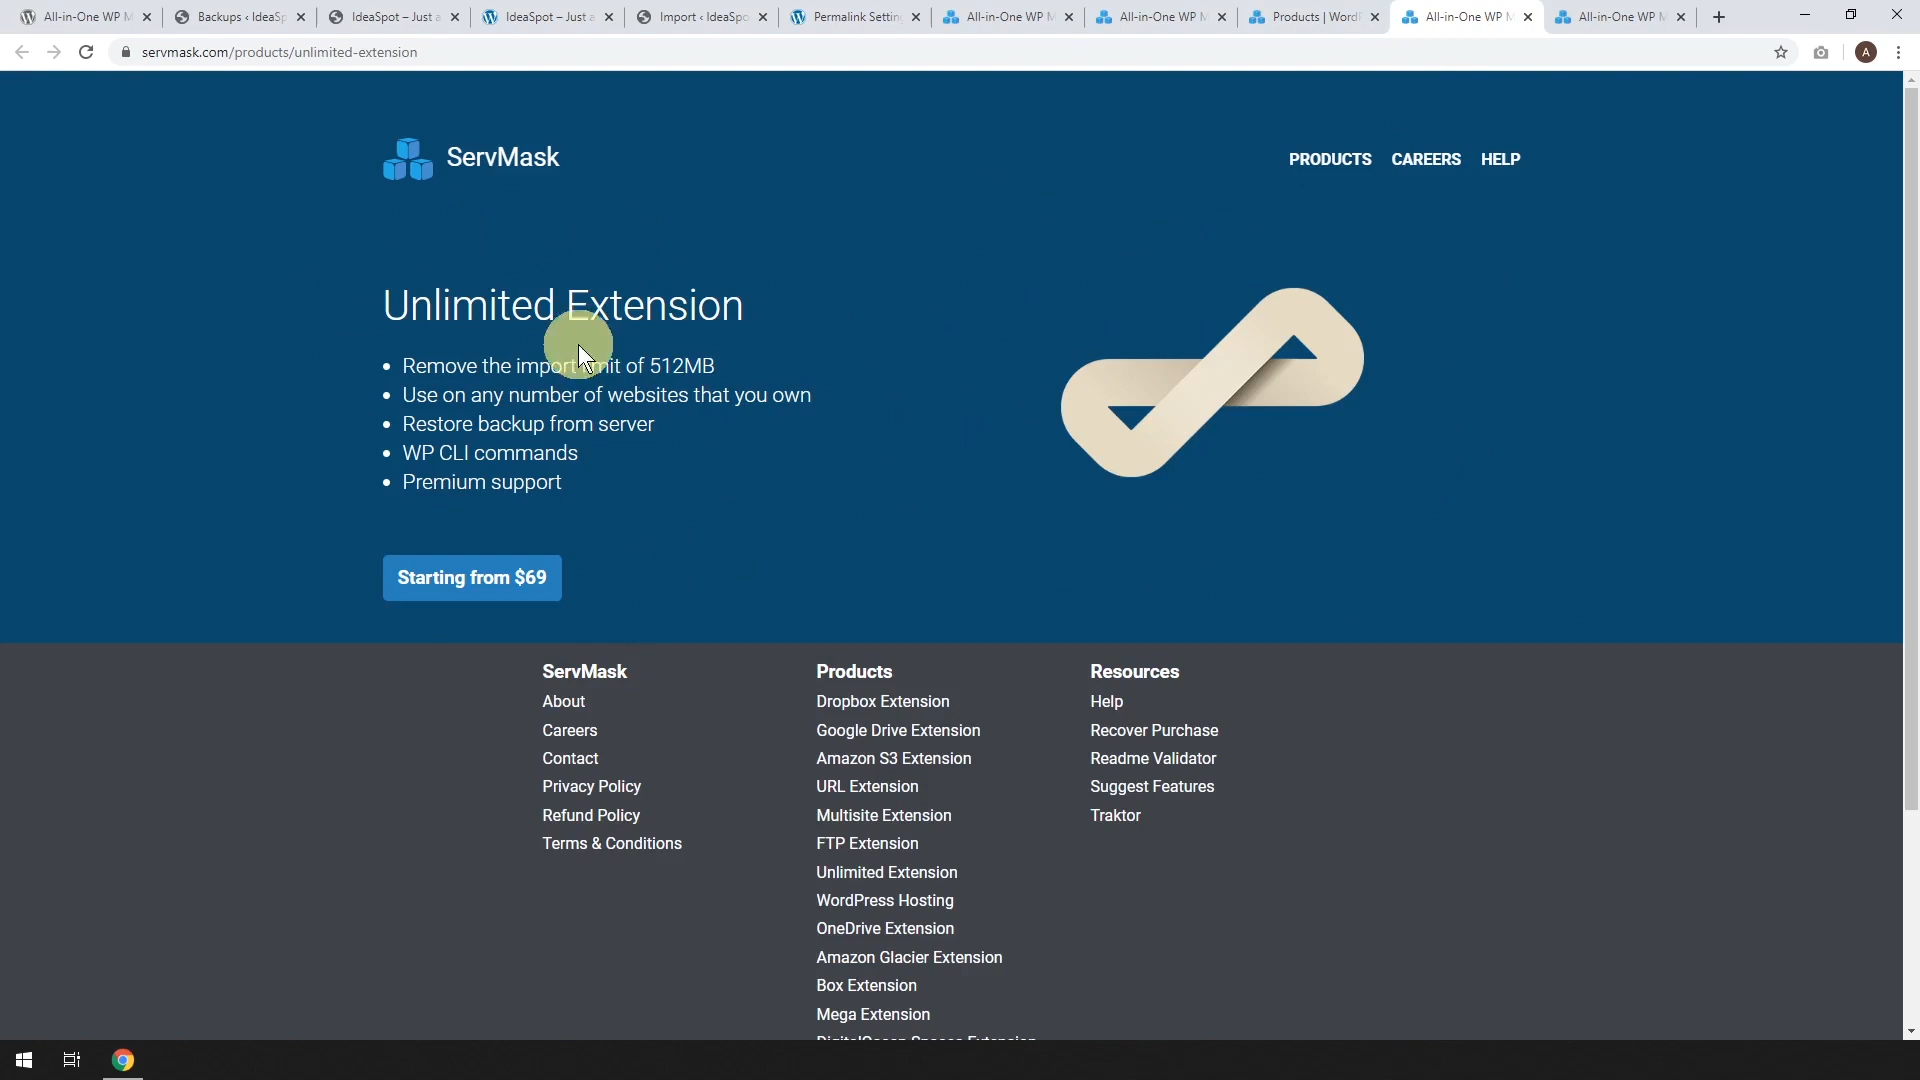 All-in-One WP M
Backups ‹ IdeaSp
IdeaSpot – Just a
IdeaSpot – Just a
Import ‹ IdeaSpo
Permalink Setting
All-in-One WP M
All-in-One WP M
Products | WordP
All-in-One WP M
All-in-One WP M
servmask.com/products/unlimited-extension
A
ServMask
PRODUCTS CAREERS HELP
Unlimited Extension
Remove the import limit of 512MB
Use on any number of websites that you own
Restore backup from server
WP CLI commands
Premium support
Starting from $69
ServMask
About
Careers
Contact
Privacy Policy
Refund Policy
Terms & Conditions
Products
Dropbox Extension
Google Drive Extension
Amazon S3 Extension
URL Extension
Multisite Extension
FTP Extension
Unlimited Extension
WordPress Hosting
OneDrive Extension
Amazon Glacier Extension
Box Extension
Mega Extension
DigitalOcean Spaces Extension
Resources
Help
Recover Purchase
Readme Validator
Suggest Features
Traktor